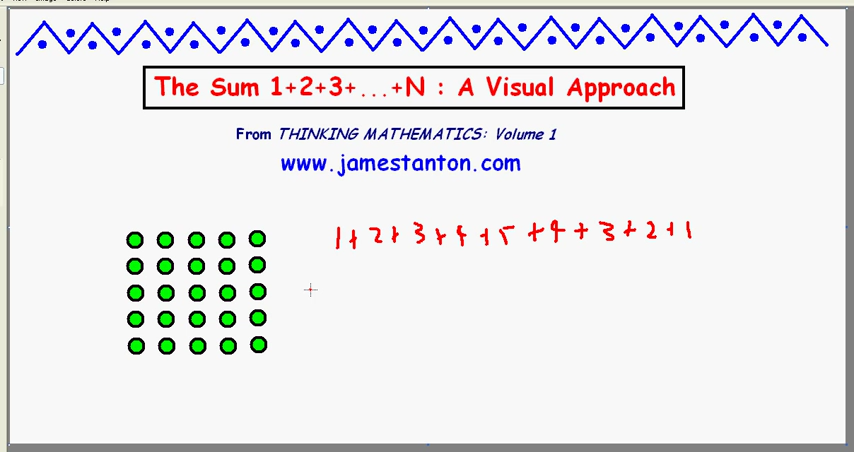 The Sum 1+2+3+...+N : A Visual Approach
From THINKING MATHEMATICS: Volume 1
www.jamestanton.com
1+2+3+4+5+4+3+2+1